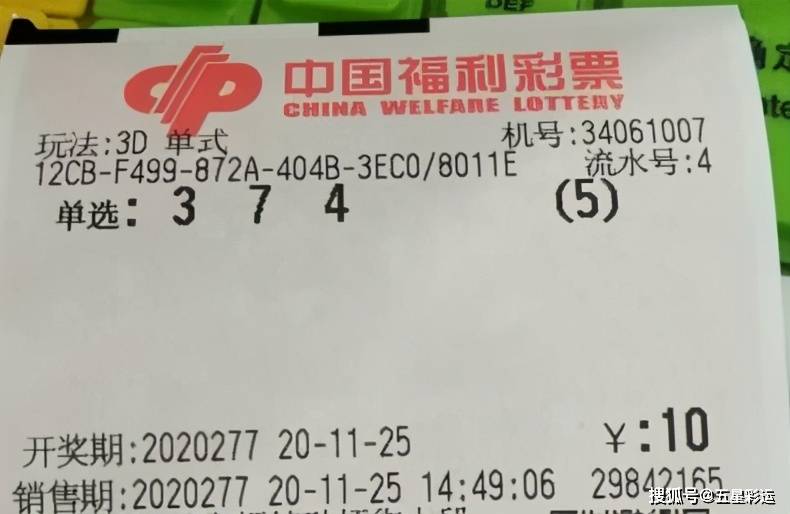 DEF
确定
中国福利彩票
CHINA WELFARE LOTTERY
玩法:3D 单式 机号:34061007
12CB-F499-872A-404B-3EC0/8011E 流水号:4
单选: 3 7 4 (5)
开奖期:2020277 20-11-25 ¥:10
销售期:2020277 20-11-25 14:49:06 29842165
搜狐号@五星彩运